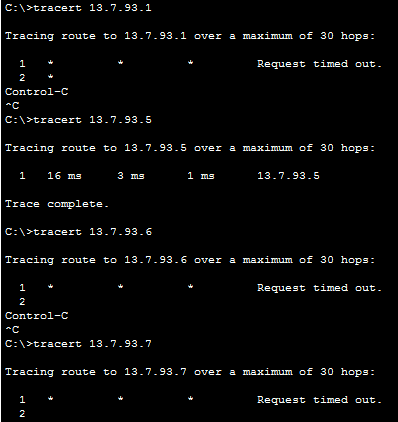 C:\>tracert 13.7.93.1
Tracing route to 13.7.93.1 over a maximum of 30 hops:
1 * * * Request timed out.
2 *
Control-C
^C
C:\>tracert 13.7.93.5
Tracing route to 13.7.93.5 over a maximum of 30 hops:
1 16 ms 3 ms 1 ms 13.7.93.5
Trace complete.
C:\>tracert 13.7.93.6
Tracing route to 13.7.93.6 over a maximum of 30 hops:
1 * * * Request timed out.
2
Control-C
^C
C:\>tracert 13.7.93.7
Tracing route to 13.7.93.7 over a maximum of 30 hops:
1 * * * Request timed out.
2